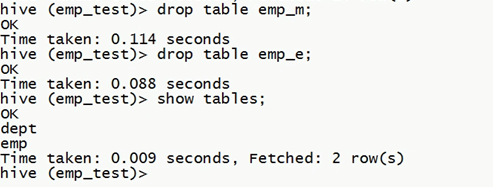 hive (emp_test)> drop table emp_m;
OK
Time taken: 0.114 seconds
hive (emp_test)> drop table emp_e;
OK
Time taken: 0.088 seconds
hive (emp_test)> show tables;
OK
dept
emp
Time taken: 0.009 seconds, Fetched: 2 row(s)
hive (emp_test)>